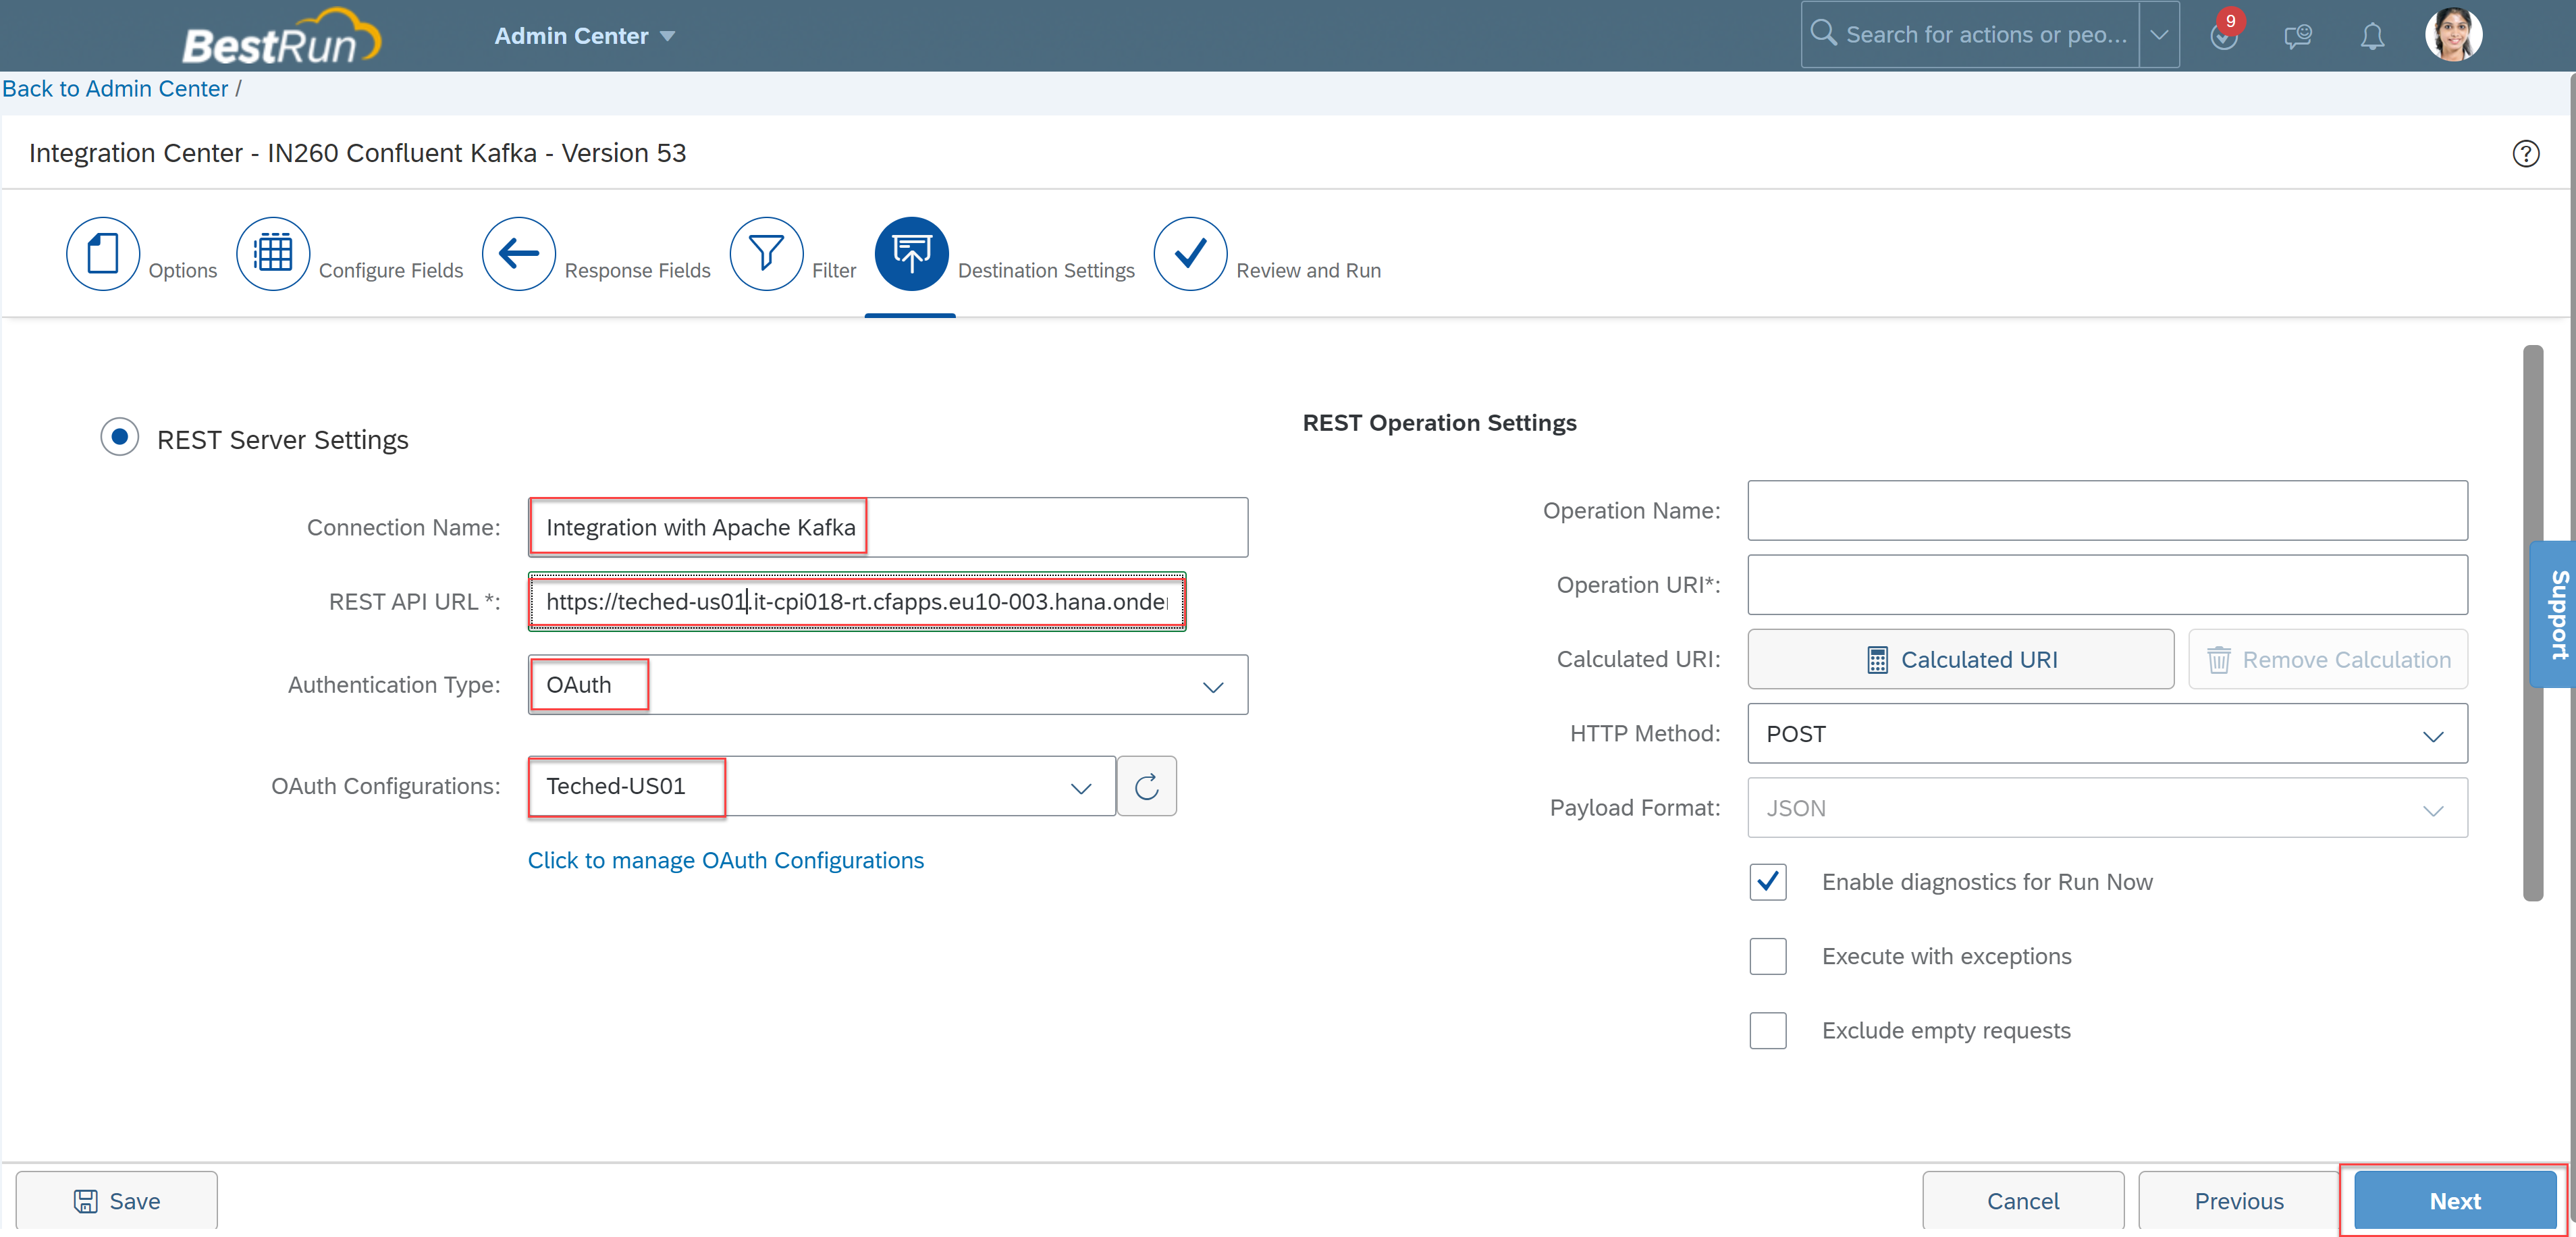 BestRun
Admin Center
Search for actions or peo...
9
Back to Admin Center /
Integration Center - IN260 Confluent Kafka - Version 53
?
Options
Configure Fields
Response Fields
Filter
Destination Settings
Review and Run
REST Server Settings
Connection Name:
Integration with Apache Kafka
REST API URL *:
https://teched-us01.it-cpi018-rt.cfapps.eu10-003.hana.onde
Authentication Type:
OAuth
OAuth Configurations:
Teched-US01
Click to manage OAuth Configurations
REST Operation Settings
Operation Name:
Operation URI*:
Calculated URI:
Calculated URI
Remove Calculation
HTTP Method:
POST
Payload Format:
JSON
Enable diagnostics for Run Now
Execute with exceptions
Exclude empty requests
Support
Save
Cancel
Previous
Next